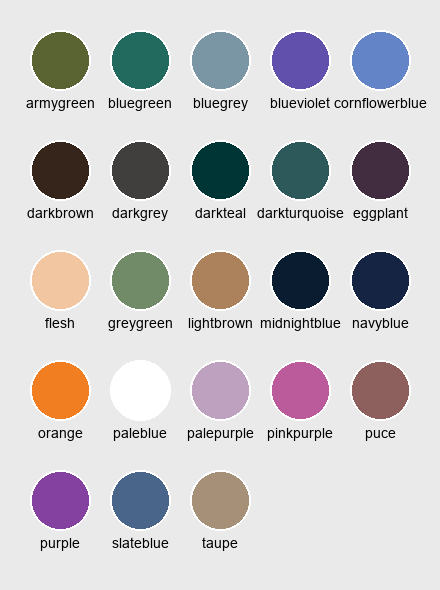 armygreen bluegreen bluegrey blueviolet cornflowerblue
darkbrown darkgrey darkteal darkturquoise eggplant
flesh greygreen lightbrown midnightblue navyblue
orange paleblue palepurple pinkpurple puce
purple slateblue taupe